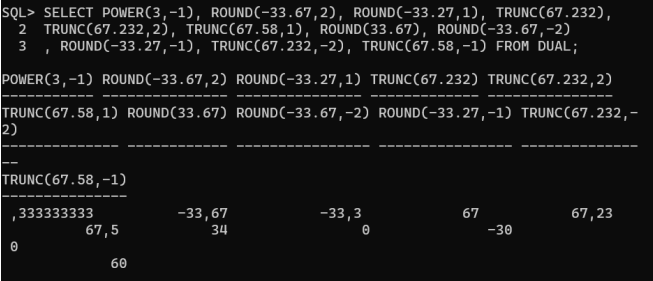 SQL> SELECT POWER(3,-1), ROUND(-33.67,2), ROUND(-33.27,1), TRUNC(67.232),
  2  TRUNC(67.232,2), TRUNC(67.58,1), ROUND(33.67), ROUND(-33.67,-2)
  3  , ROUND(-33.27,-1), TRUNC(67.232,-2), TRUNC(67.58,-1) FROM DUAL;

POWER(3,-1) ROUND(-33.67,2) ROUND(-33.27,1) TRUNC(67.232) TRUNC(67.232,2)
----------- --------------- --------------- ------------- ---------------
TRUNC(67.58,1) ROUND(33.67) ROUND(-33.67,-2) ROUND(-33.27,-1) TRUNC(67.232,-
2)
-------------- ------------ ---------------- ---------------- --------------
--
TRUNC(67.58,-1)
---------------
 ,333333333          -33,67           -33,3            67           67,23
          67,5           34                0              -30
 0
             60